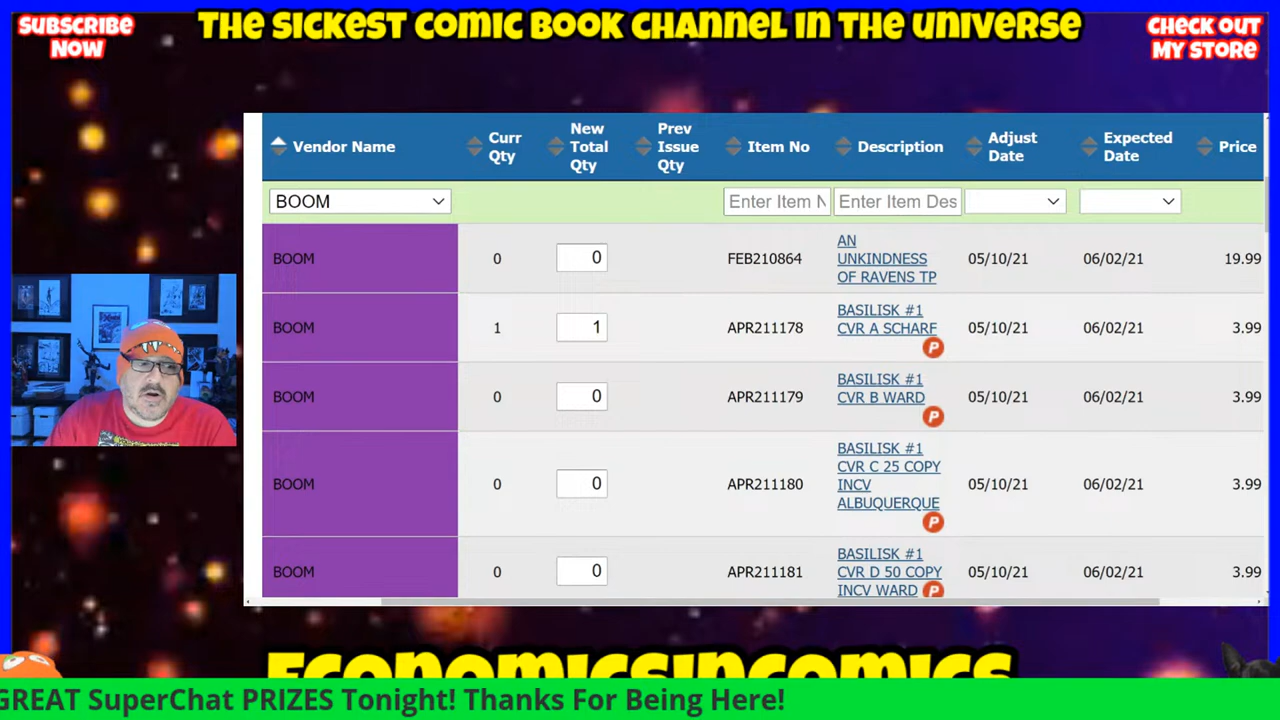 SUBSCRIBE
NOW
THE SICKEST COMIC BOOK CHANNEL IN THE UNIVERSE
CHECK OUT
MY STORE
Vendor Name
Curr
Qty
New
Total
Qty
Prev
Issue
Qty
Item No
Description
Adjust
Date
Expected
Date
Price
BOOM
Enter Item N
Enter Item Des
BOOM 0 0 FEB210864
AN
UNKINDNESS
OF RAVENS TP
05/10/21 06/02/21 19.99
BOOM 1 1 APR211178
BASILISK #1
CVR A SCHARF
P
05/10/21 06/02/21 3.99
BOOM 0 0 APR211179
BASILISK #1
CVR B WARD
P
05/10/21 06/02/21 3.99
BOOM 0 0 APR211180
BASILISK #1
CVR C 25 COPY
INCV
ALBUQUERQUE
P
05/10/21 06/02/21 3.99
BOOM 0 0 APR211181
BASILISK #1
CVR D 50 COPY
INCV WARD
P
05/10/21 06/02/21 3.99
ECONOMICSINCOMICS
GREAT SuperChat PRIZES Tonight! Thanks For Being Here!